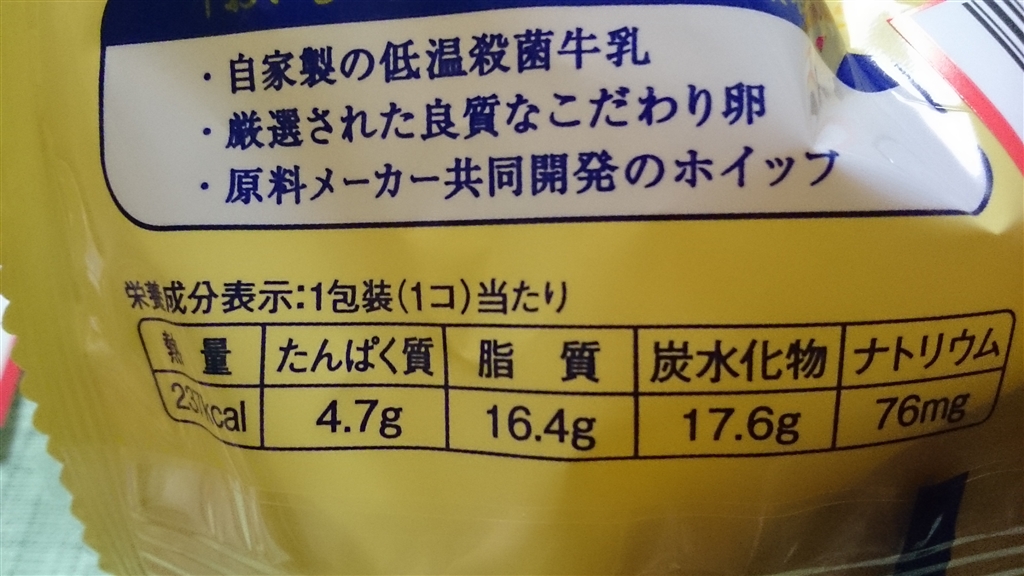 ・自家製の低温殺菌牛乳
・厳選された良質なこだわり卵
・原料メーカー共同開発のホイップ
栄養成分表示:1包装(1コ)当たり
熱 量 たんぱく質 脂 質 炭水化物 ナトリウム
237kcal 4.7g 16.4g 17.6g 76mg